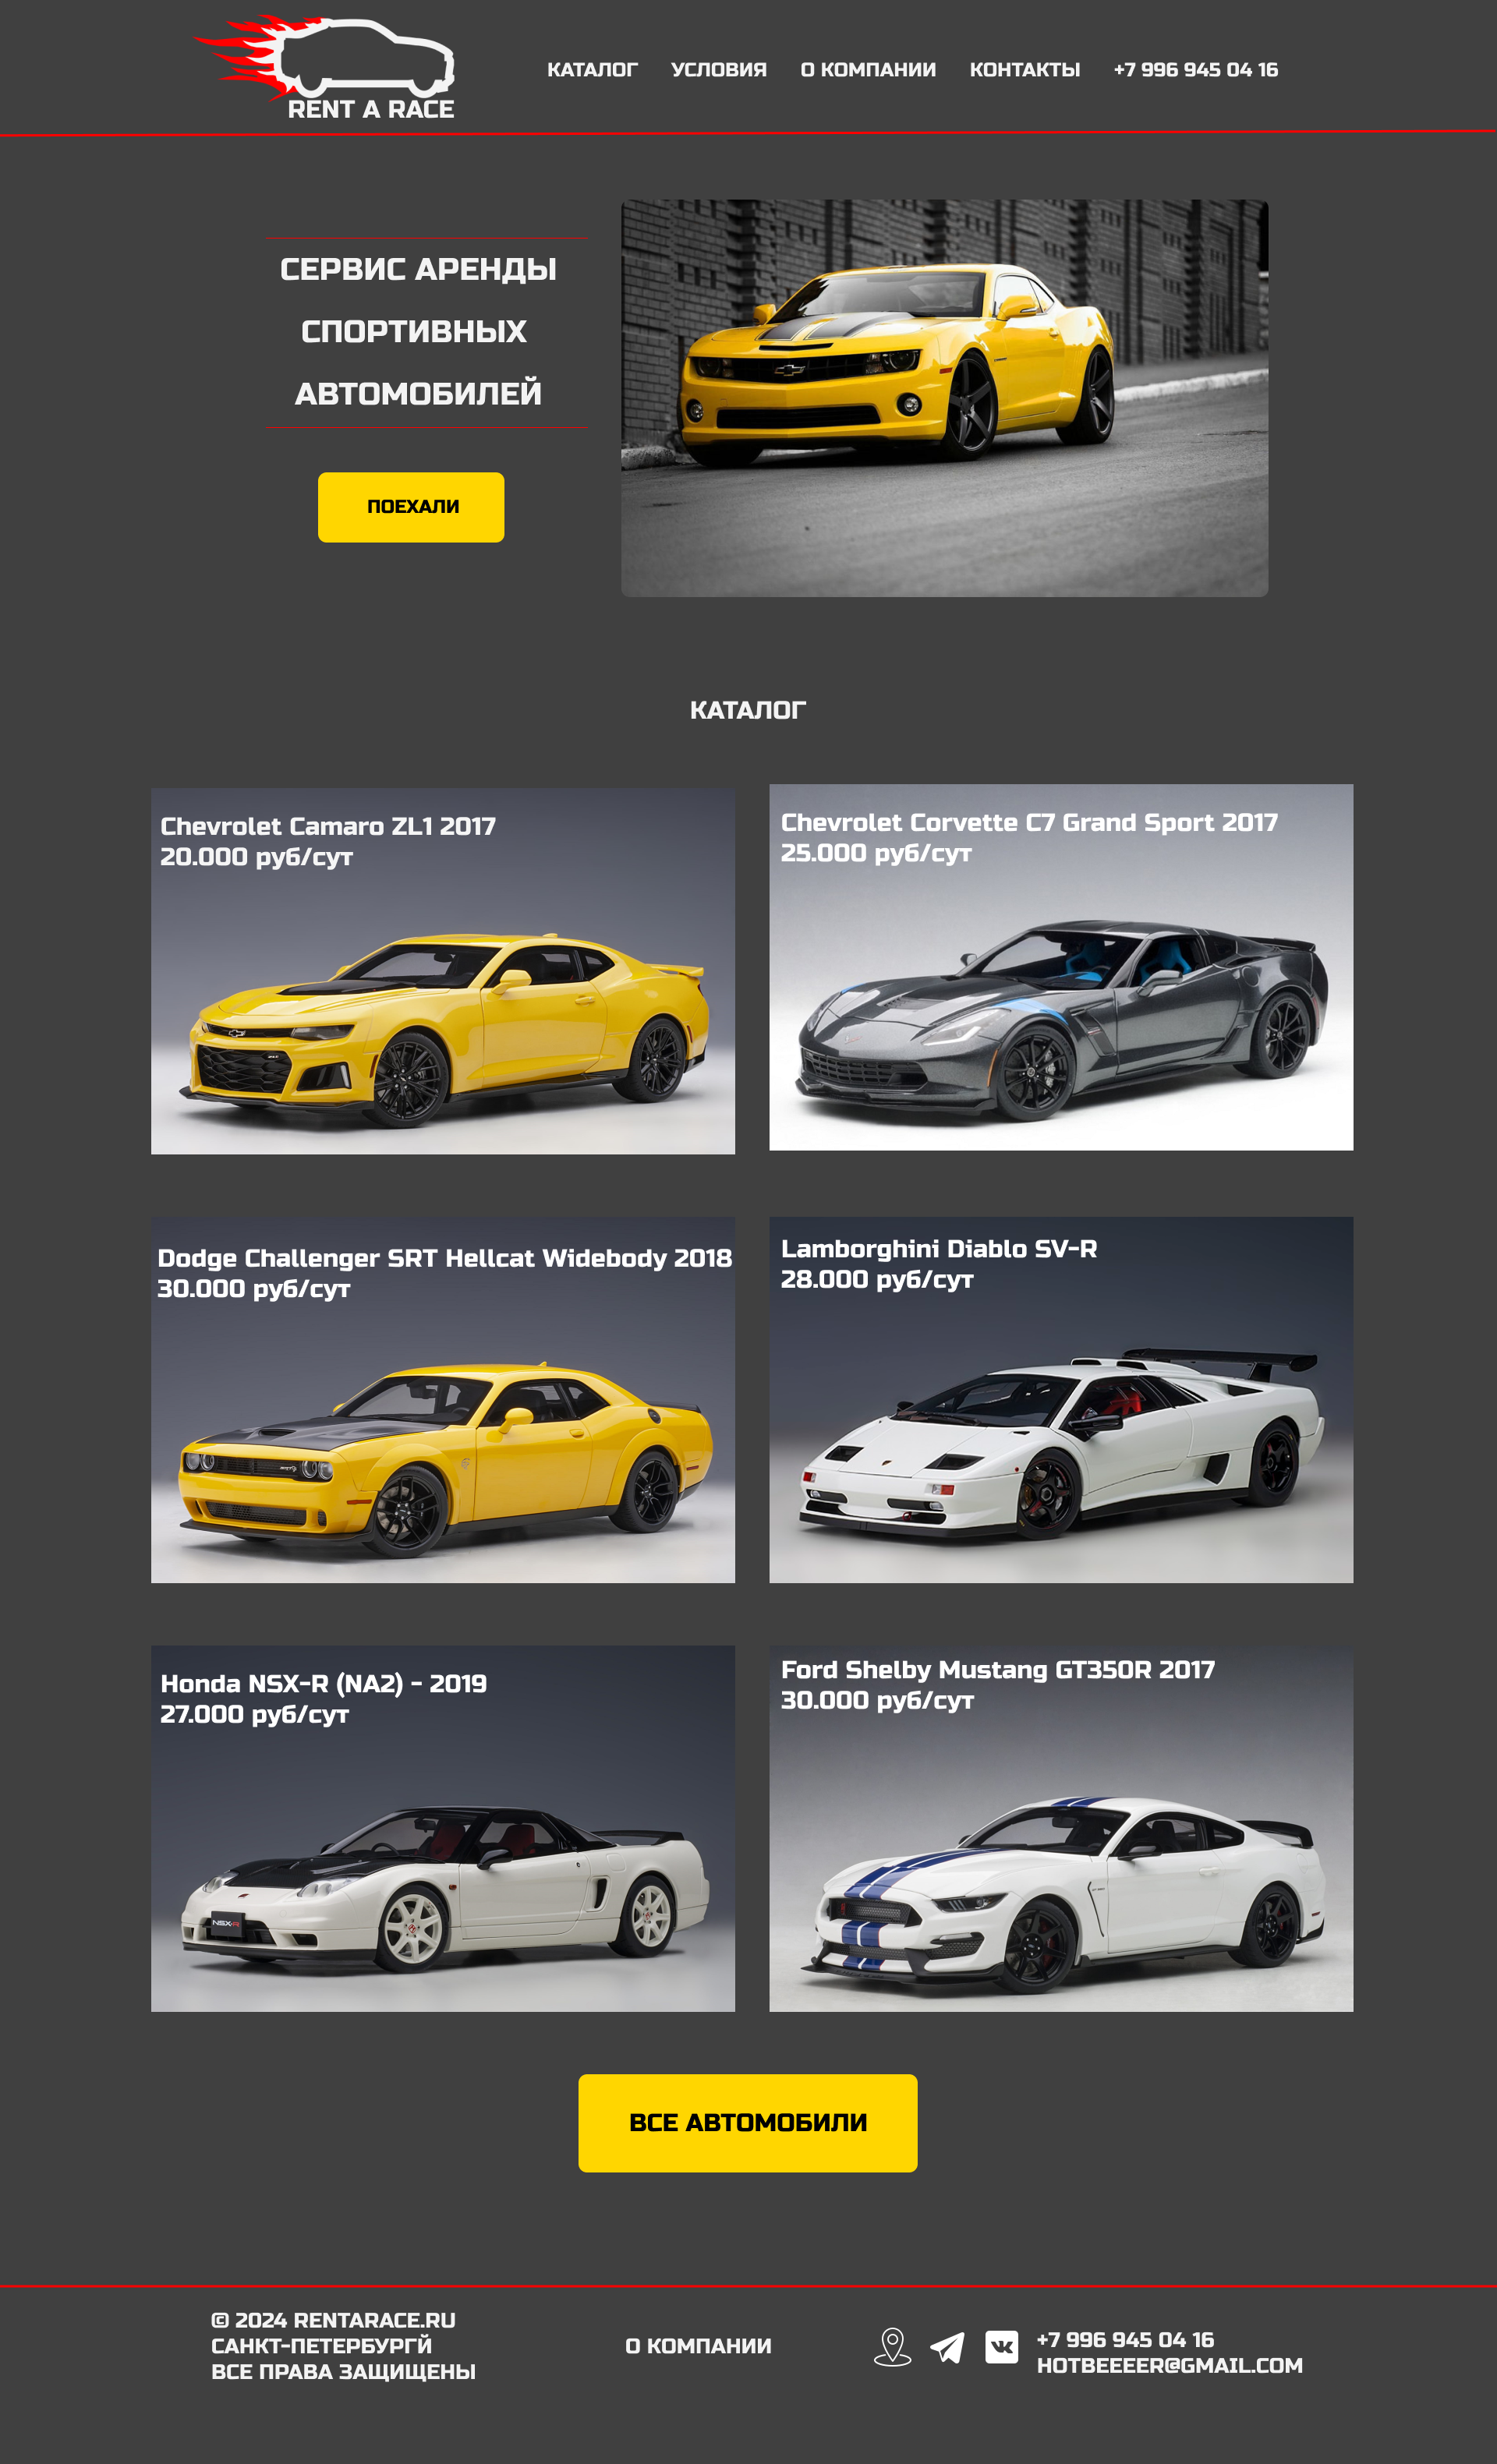 RENT A RACE
КАТАЛОГ УСЛОВИЯ О КОМПАНИИ КОНТАКТЫ +7 996 945 04 16
СЕРВИС АРЕНДЫ
СПОРТИВНЫХ
АВТОМОБИЛЕЙ
ПОЕХАЛИ
КАТАЛОГ
Chevrolet Camaro ZL1 2017
20.000 руб/сут
Chevrolet Corvette C7 Grand Sport 2017
25.000 руб/сут
Dodge Challenger SRT Hellcat Widebody 2018
30.000 руб/сут
Lamborghini Diablo SV-R
28.000 руб/сут
Honda NSX-R (NA2) - 2019
27.000 руб/сут
NSX-R
Ford Shelby Mustang GT350R 2017
30.000 руб/сут
ВСЕ АВТОМОБИЛИ
© 2024 RENTARACE.RU
САНКТ-ПЕТЕРБУРГЙ
ВСЕ ПРАВА ЗАЩИЩЕНЫ
О КОМПАНИИ
+7 996 945 04 16
HOTBEEEER@GMAIL.COM